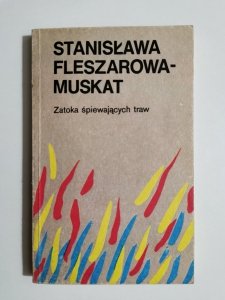 STANISŁAWA
FLESZAROWA-
MUSKAT
Zatoka śpiewających traw